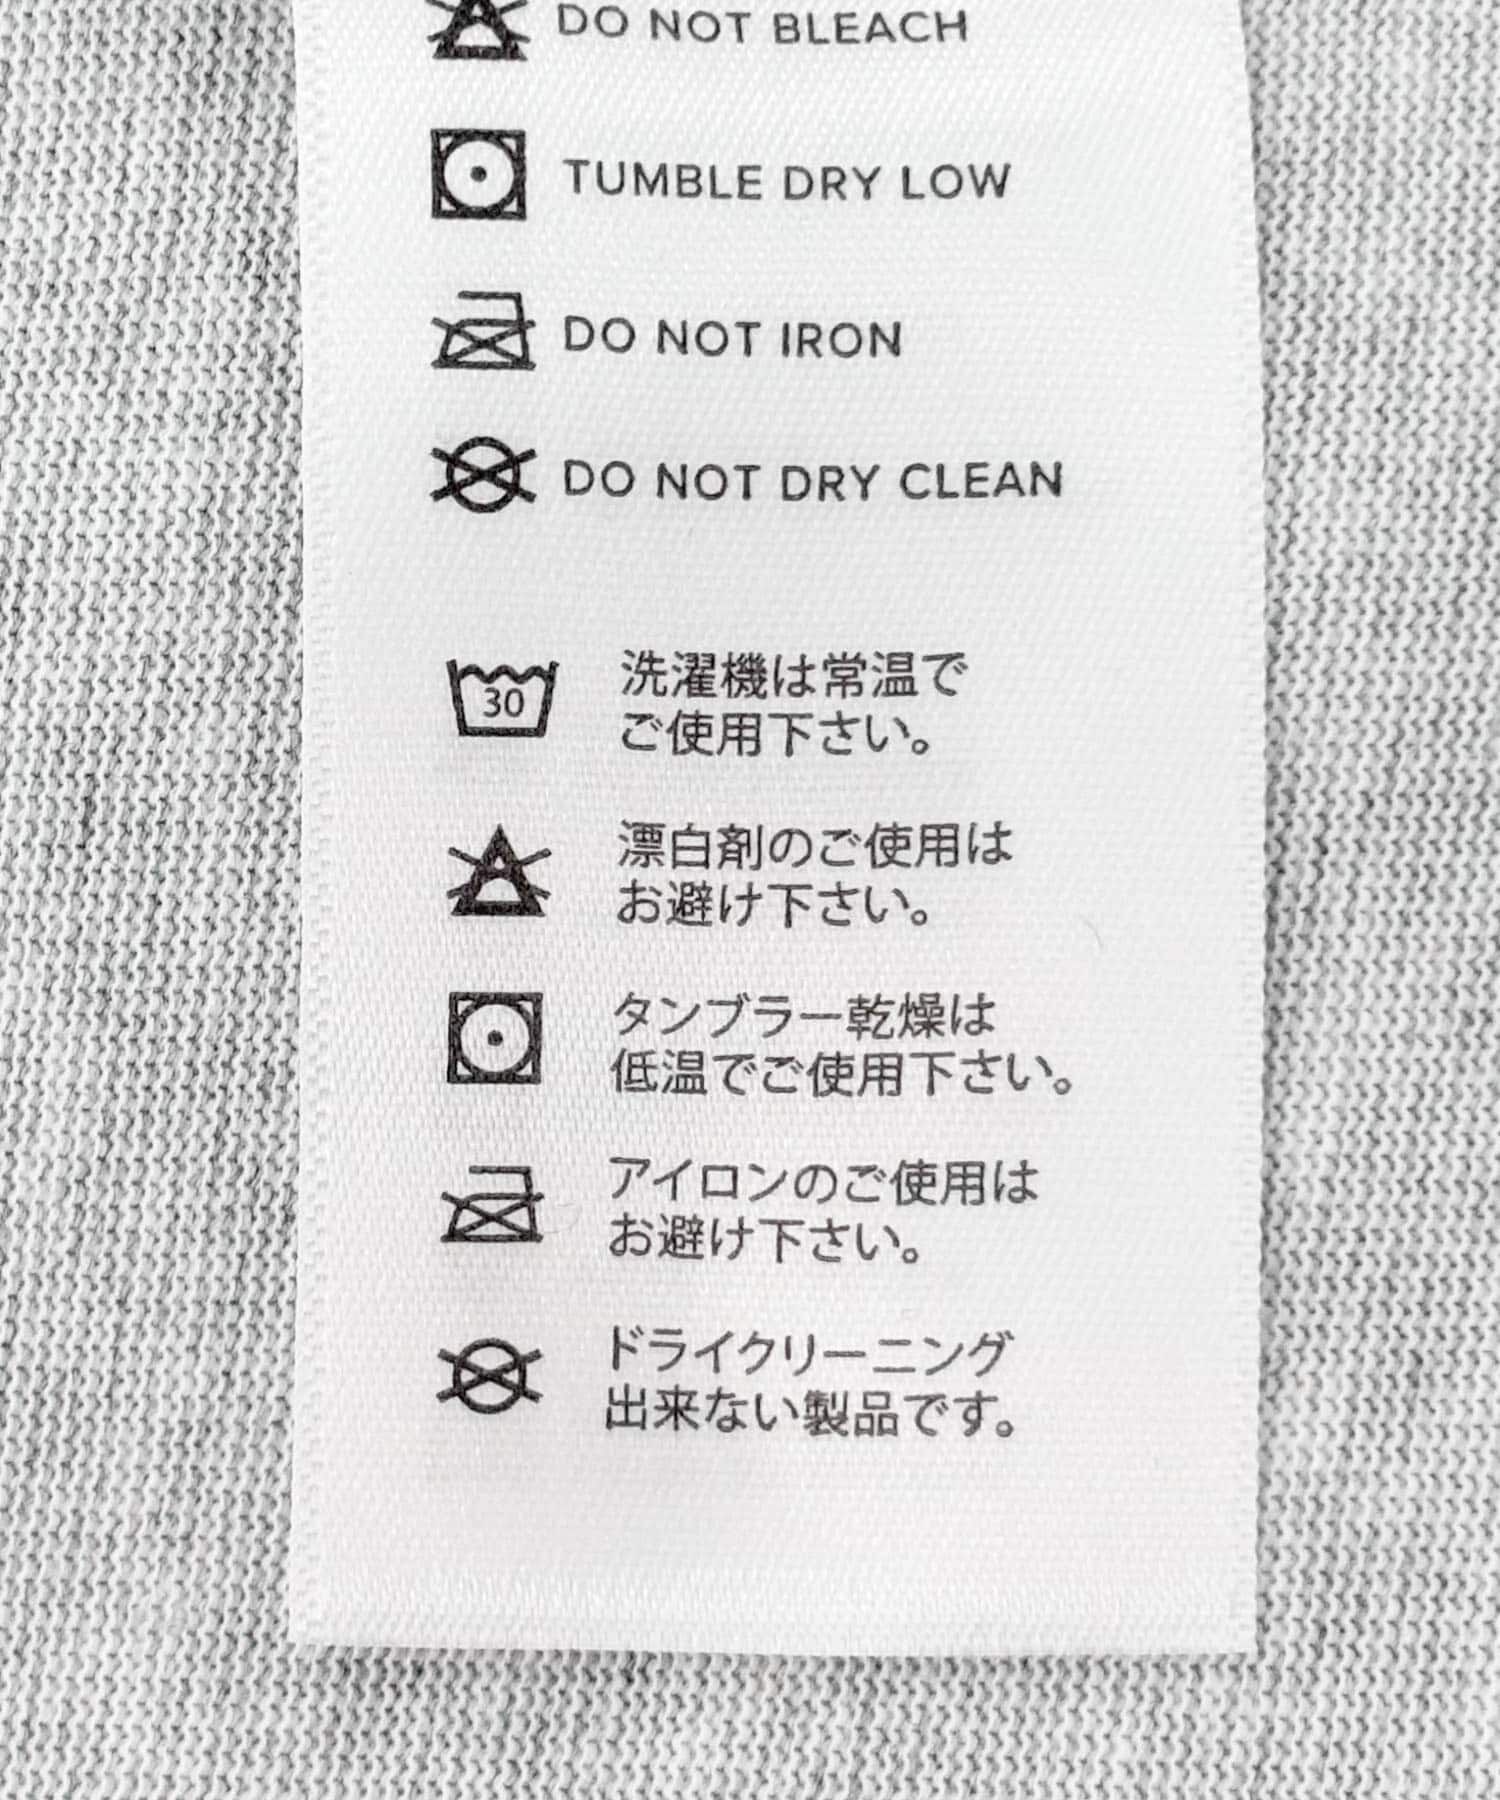 DO NOT BLEACH
TUMBLE DRY LOW
DO NOT IRON
DO NOT DRY CLEAN
30
洗濯機は常温で
ご使用下さい。
漂白剤のご使用は
お避け下さい。
タンブラー乾燥は
低温でご使用下さい。
アイロンのご使用は
お避け下さい。
ドライクリーニング
出来ない製品です。